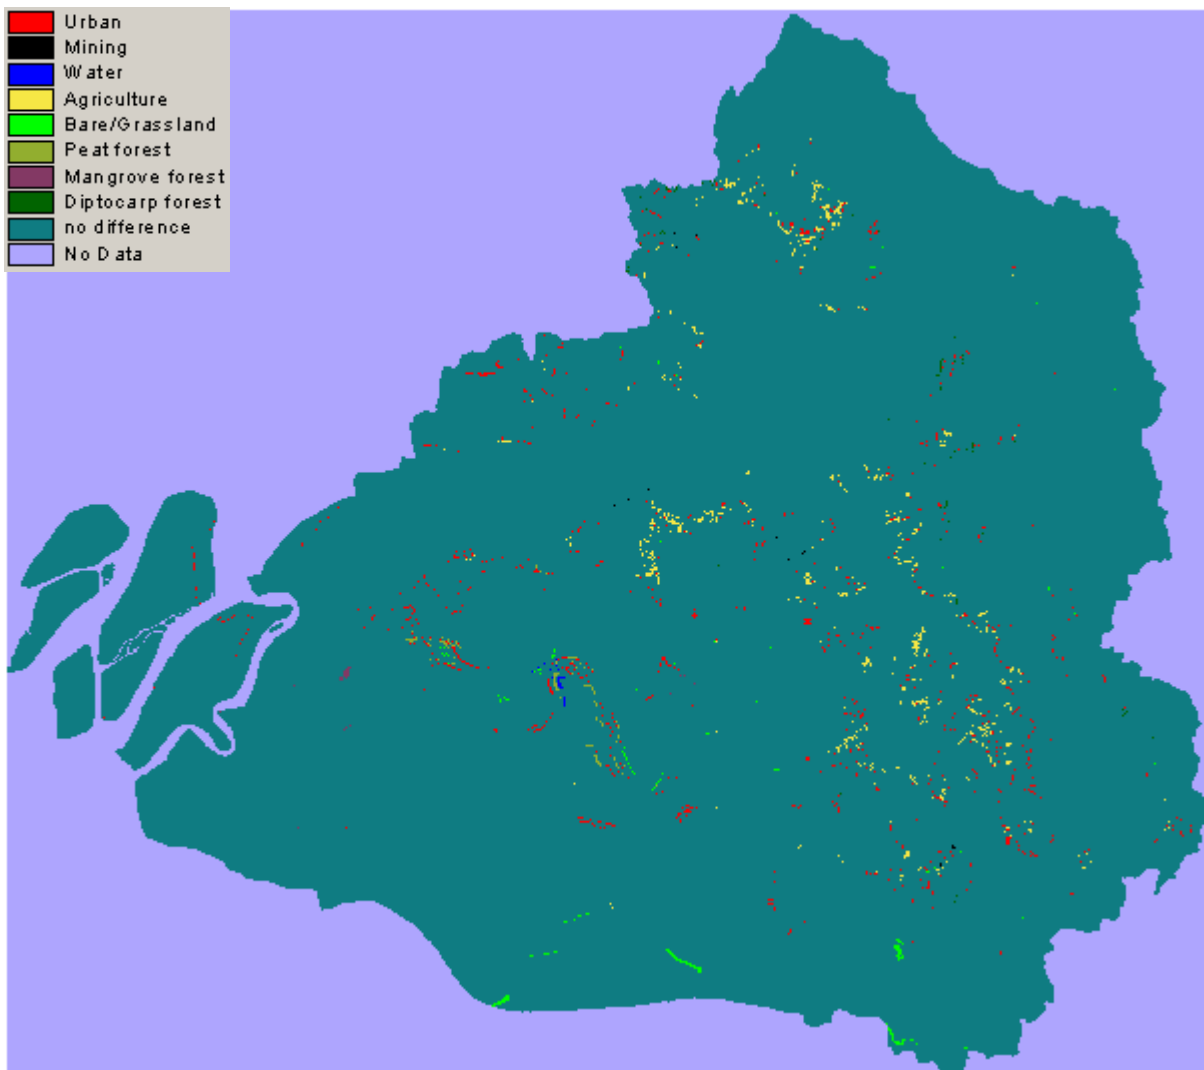 Urban
Mining
Water
Agriculture
Bare/Grassland
Peat forest
Mangrove forest
Diptocarp forest
no difference
No Data